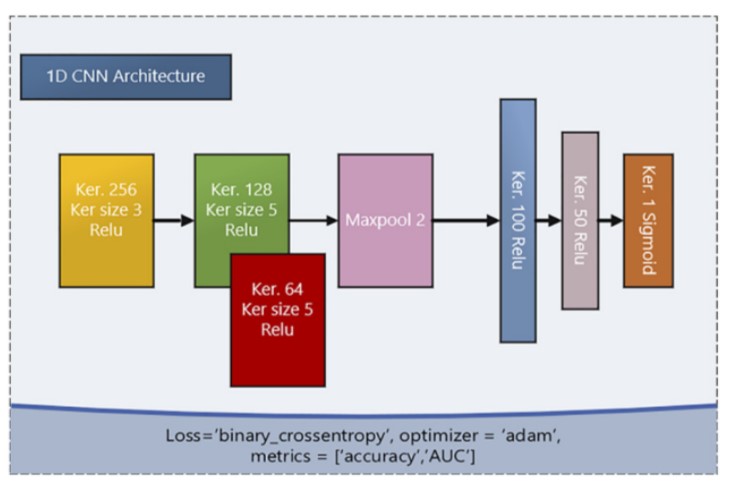 1D CNN Architecture
Ker. 256
Ker size 3
Relu
Ker. 128
Ker size 5
Relu
Ker. 64
Ker size 5
Relu
Maxpool 2
Ker. 100 Relu
Ker. 50 Relu
Ker. 1 Sigmoid
Loss='binary_crossentropy', optimizer = 'adam',
metrics = ['accuracy','AUC']